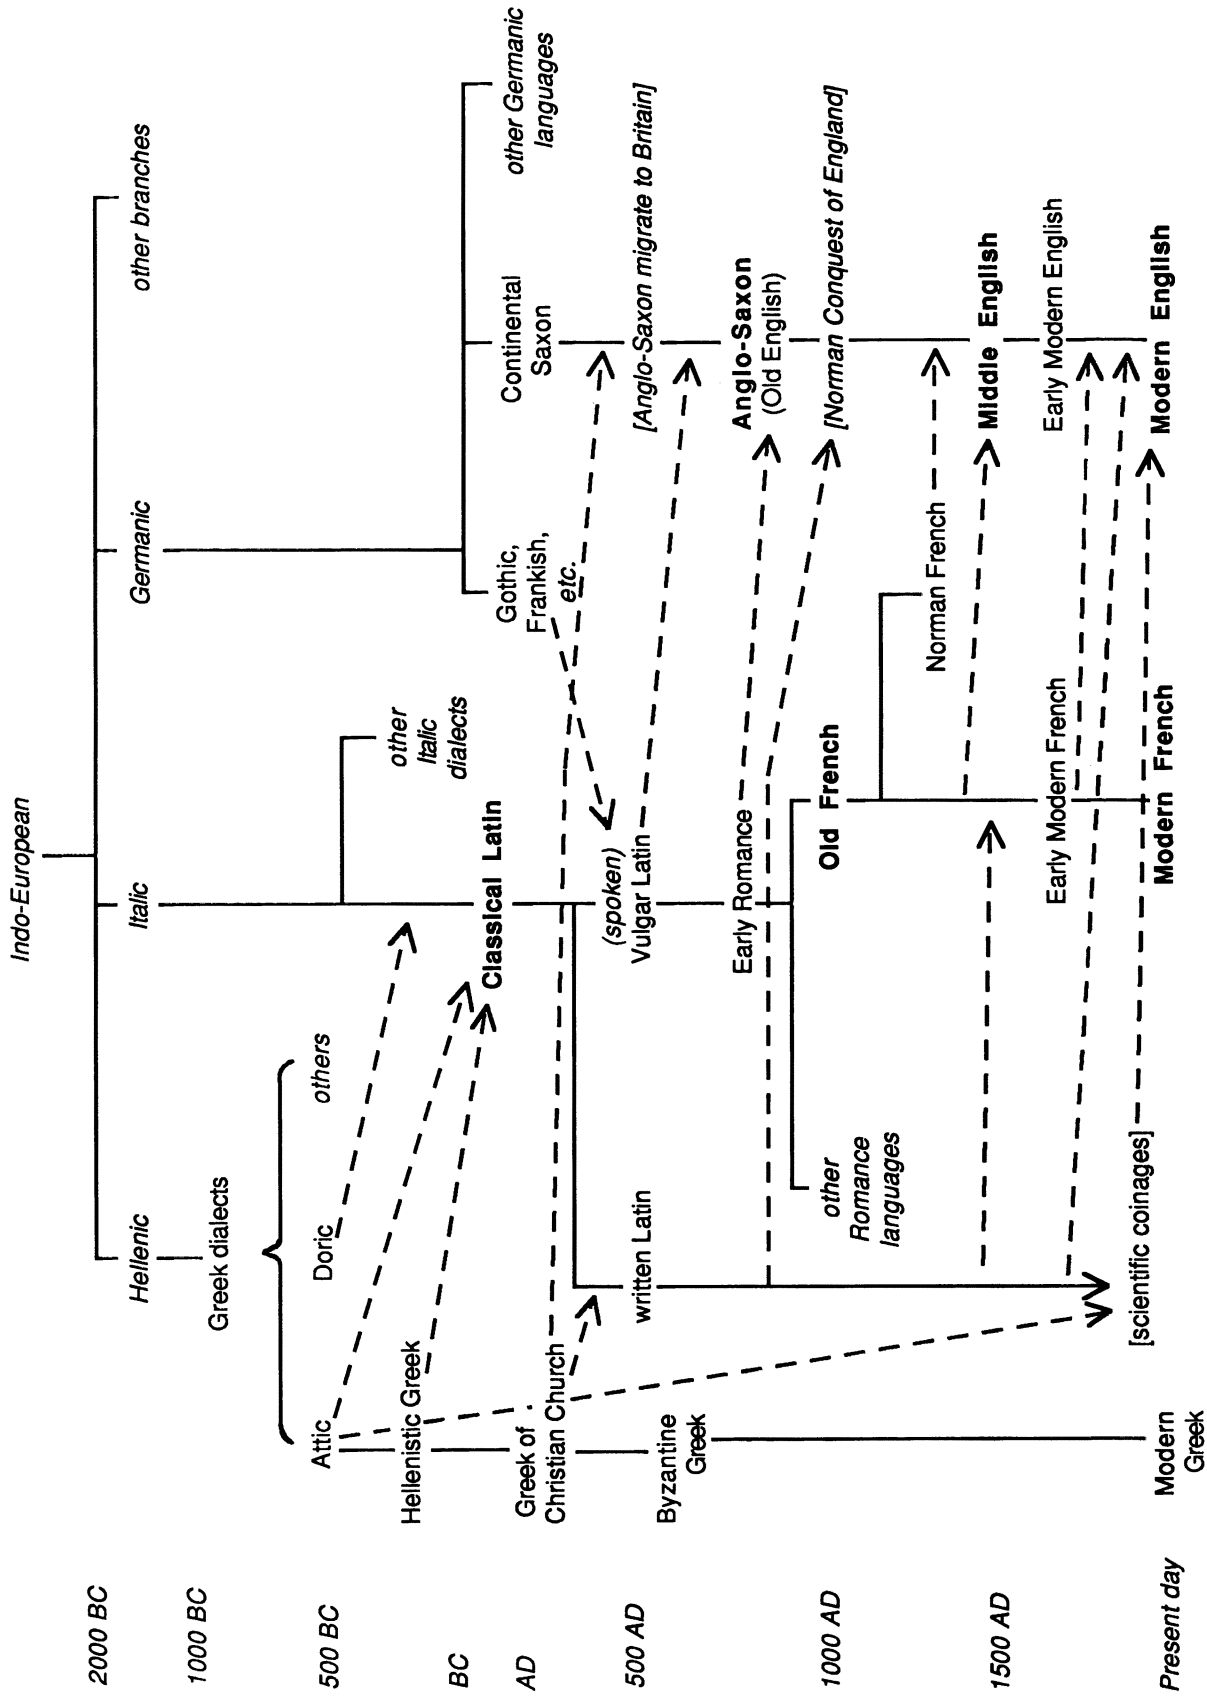 Indo-European
2000 BC
Hellenic
Italic
Germanic
other branches
1000 BC
Greek dialects
500 BC
Attic
Doric
others
other
Italic
dialects
BC
Hellenistic Greek
Classical Latin
Gothic,
Frankish,
etc.
Continental
Saxon
other Germanic
languages
AD
Greek of
Christian Church
500 AD
Byzantine
Greek
written Latin
(spoken)
Vulgar Latin
[Anglo-Saxon migrate to Britain]
Early Romance
Anglo-Saxon
(Old English)
1000 AD
other
Romance
languages
Old French
[Norman Conquest of England]
Norman French
1500 AD
Middle English
Early Modern French
Early Modern English
[scientific coinages]
Present day
Modern
Greek
Modern French
Modern English